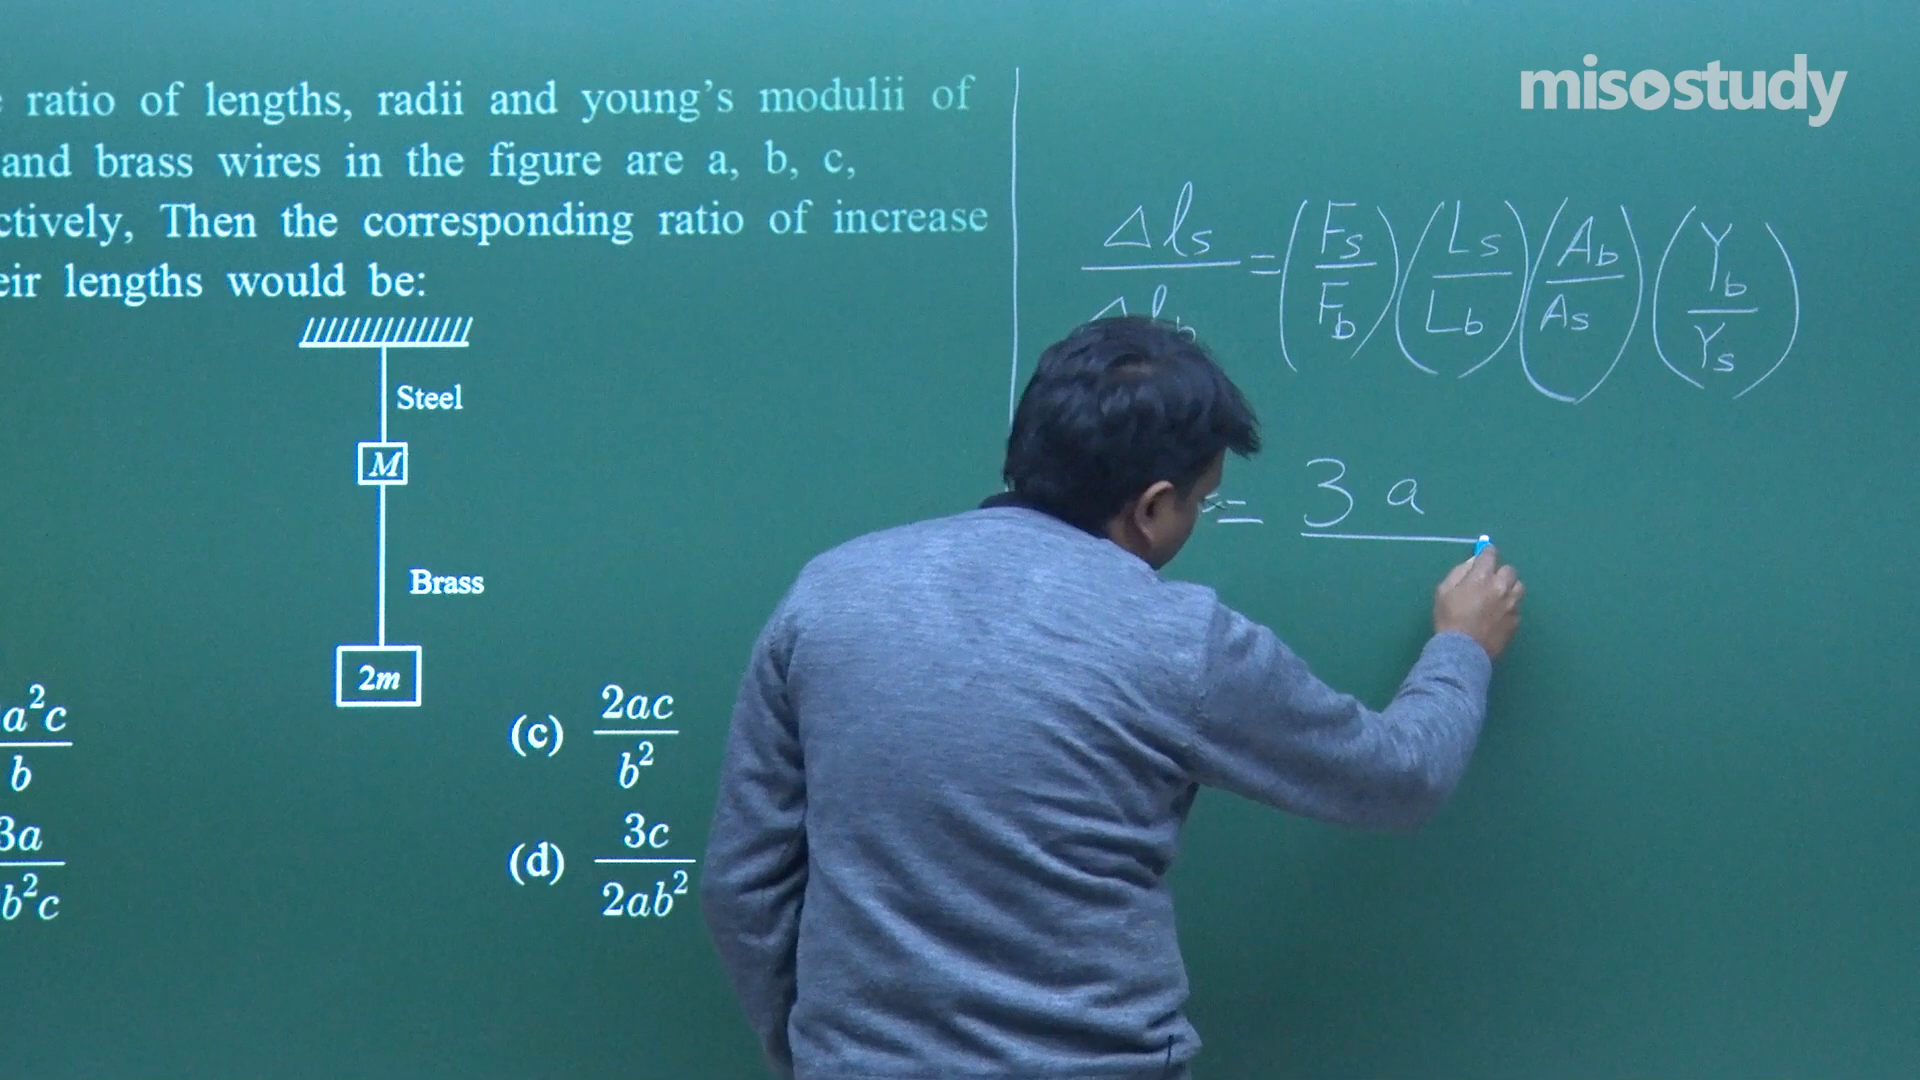 misostudy
ratio of lengths, radii and young's modulii of
and brass wires in the figure are a, b, c,
ctively, Then the corresponding ratio of increase
eir lengths would be:
Steel
M
Brass
2m
a²c
b
(c) 2ac
b²
3a
b²c
(d) 3c
2ab²
Δls = (Fs) (Ls) (Ab) (Yb)
Δlb (Fb) (Lb) (As) (Ys)
= 3 a